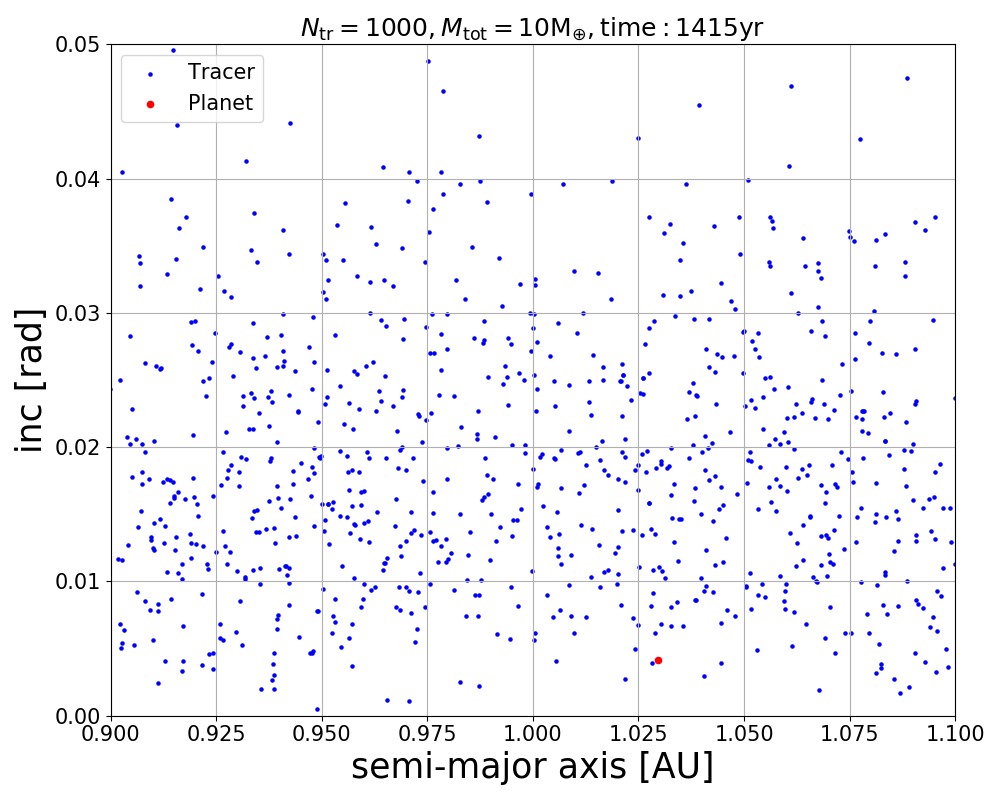 N_tr = 1000, M_tot = 10M_⊕, time : 1415yr
Tracer
Planet
inc [rad]
0.05
0.04
0.03
0.02
0.01
0.00
0.900 0.925 0.950 0.975 1.000 1.025 1.050 1.075 1.100
semi-major axis [AU]